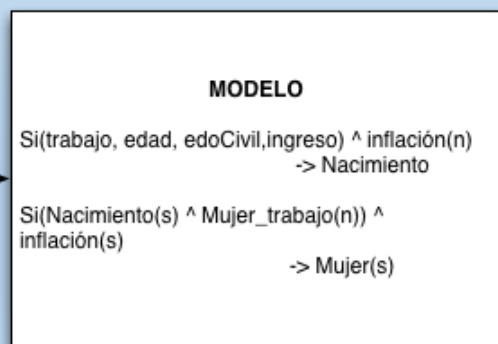 MODELO
Si(trabajo, edad, edoCivil,ingreso) ^ inflación(n)
-> Nacimiento
Si(Nacimiento(s) ^ Mujer_trabajo(n)) ^
inflación(s)
-> Mujer(s)